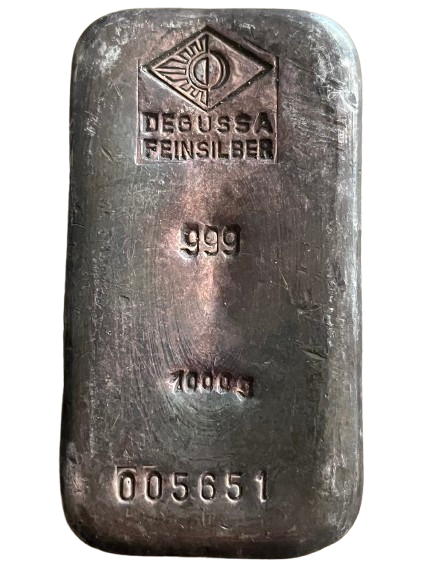 DEGUSSA
FEINSILBER
999
1000g
005651